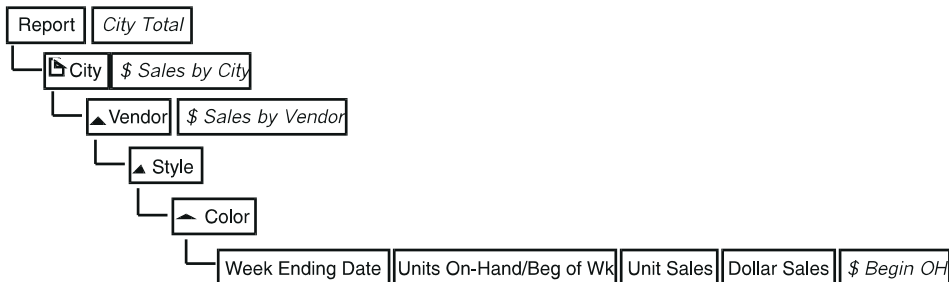 Report City Total
City $ Sales by City
Vendor $ Sales by Vendor
Style
Color
Week Ending Date Units On-Hand/Beg of Wk Unit Sales Dollar Sales $ Begin OH